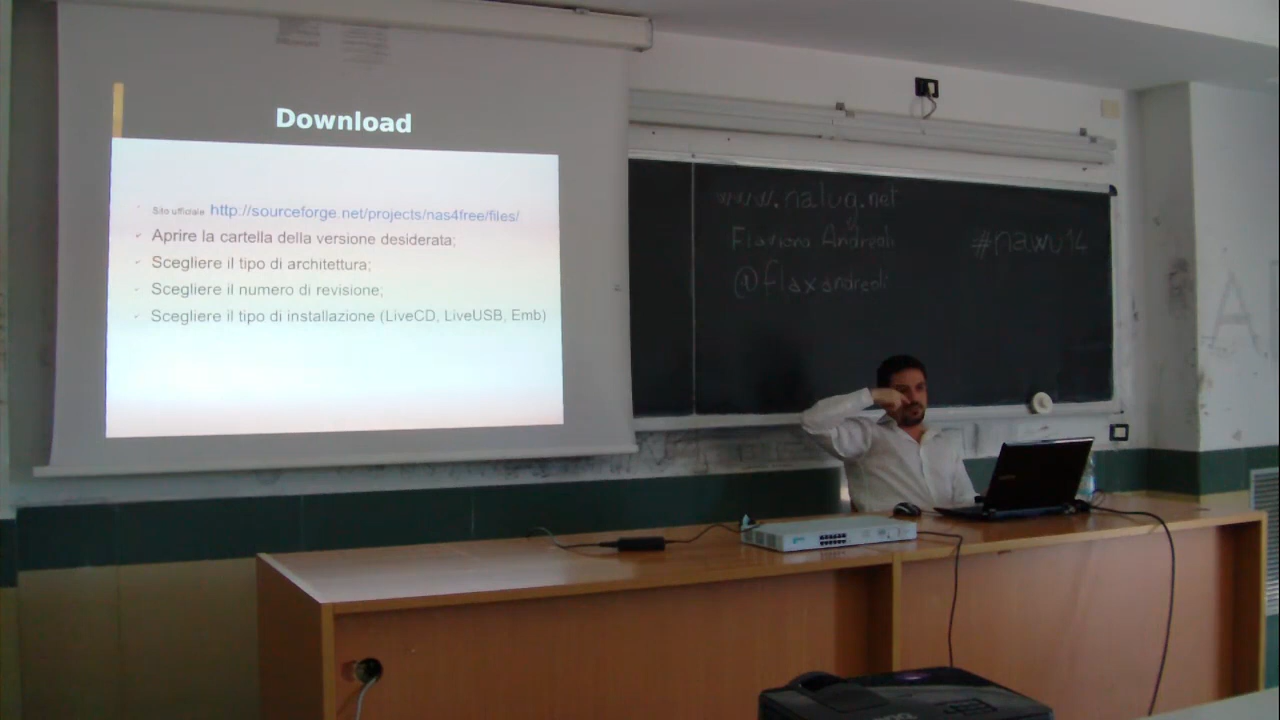 Download
Sito ufficiale http://sourceforge.net/projects/nas4free/files/
Aprire la cartella della versione desiderata;
Scegliere il tipo di architettura;
Scegliere il numero di revisione;
Scegliere il tipo di installazione (LiveCD, LiveUSB, Emb)
www.nalug.net
Flaviana Andreoli
@flaxandreoli
#nawu14
A